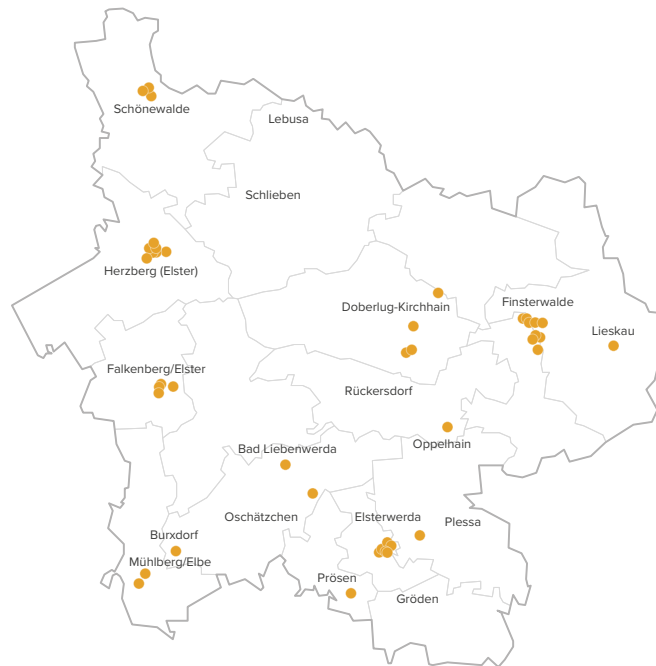 Schönewalde
Lebusa
Schlieben
Herzberg (Elster)
Doberlug-Kirchhain
Finsterwalde
Lieskau
Falkenberg/Elster
Rückersdorf
Oppelhain
Bad Liebenwerda
Oschätzchen
Elsterwerda
Plessa
Burxdorf
Mühlberg/Elbe
Prösen
Gröden